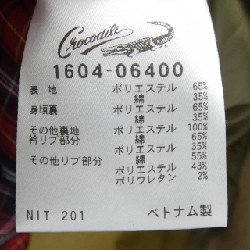 Crocodile
1604-06400
表 地 ポリエステル 65%
綿 35%
身頃裏 ポリエステル 65%
綿 35%
その他裏地 ポリエステル 100%
衿リブ部分 ポリエステル 65%
綿 35%
その他リブ部分 綿 55%
ポリエステル 43%
ポリウレタン 2%
NIT 201 ベトナム製